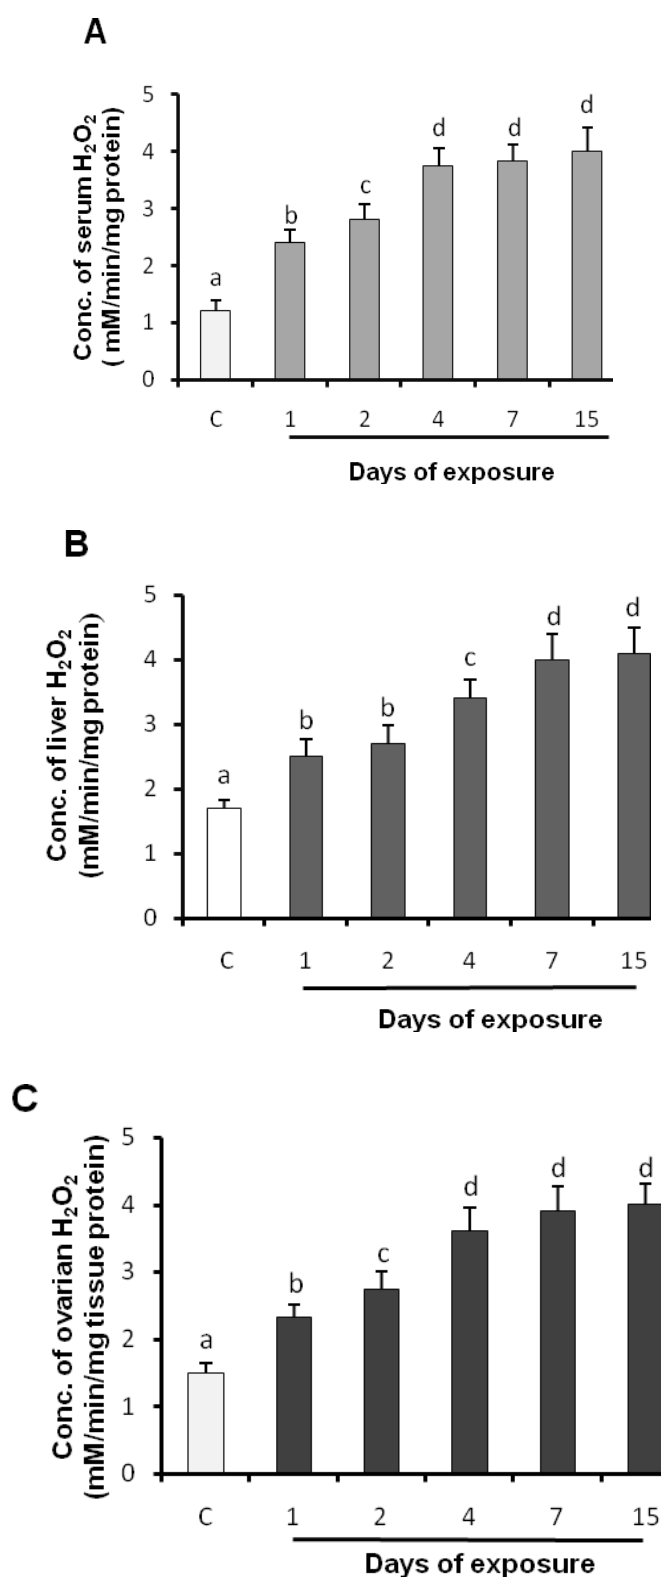 A
Conc. of serum H₂O₂
( mM/min/mg protein)
5
4
3
2
1
0
a
b
c
d
d
d
C 1 2 4 7 15
Days of exposure
B
Conc. of liver H₂O₂
(mM/min/mg protein)
5
4
3
2
1
0
a
b
b
c
d
d
C 1 2 4 7 15
Days of exposure
C
Conc. of ovarian H₂O₂
(mM/min/mg tissue protein)
5
4
3
2
1
0
a
b
c
d
d
d
C 1 2 4 7 15
Days of exposure